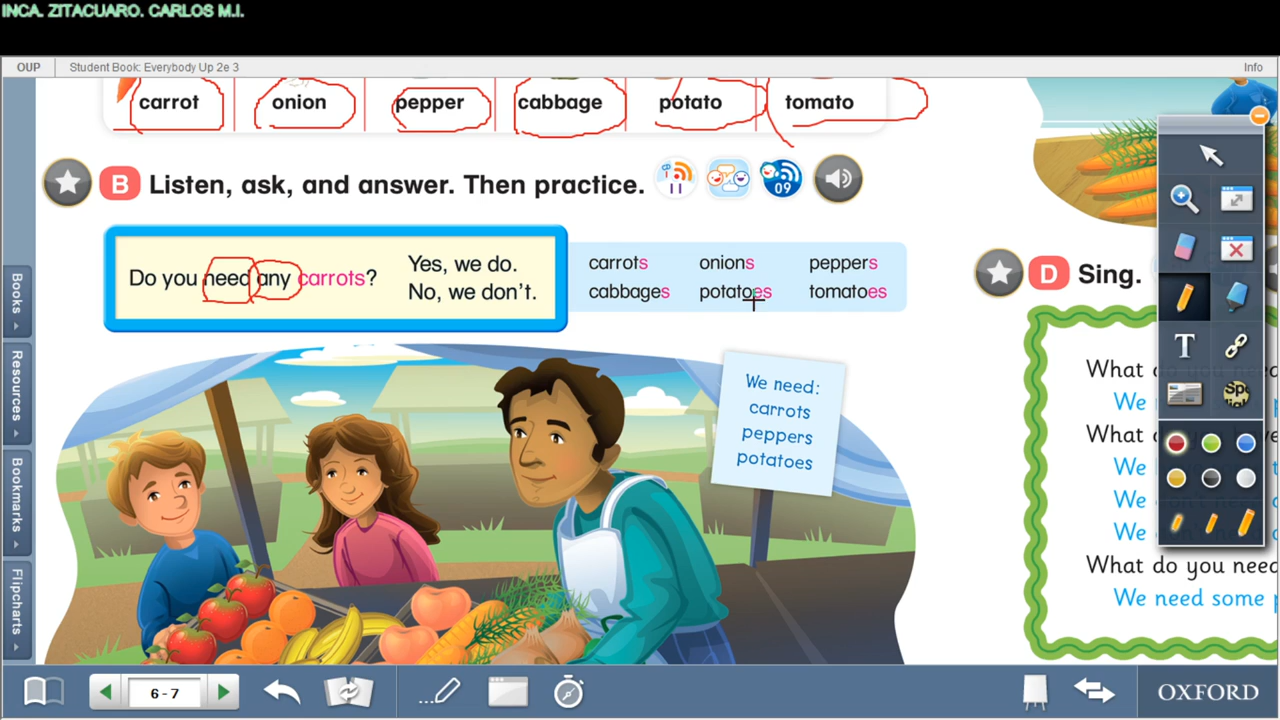 INCA. ZITACUARO. CARLOS M.I.
OUP Student Book: Everybody Up 2e 3 Info
carrot onion pepper cabbage potato tomato
B Listen, ask, and answer. Then practice.
11 09
Do you need any carrots?
Yes, we do.
No, we don't.
carrots onions peppers
cabbages potatoes tomatoes
We need:
carrots
peppers
potatoes
D Sing.
What
We
What
We
We
We
What do you need
We need some
Books
Resources
Bookmarks
Flipcharts
T
6 - 7
OXFORD